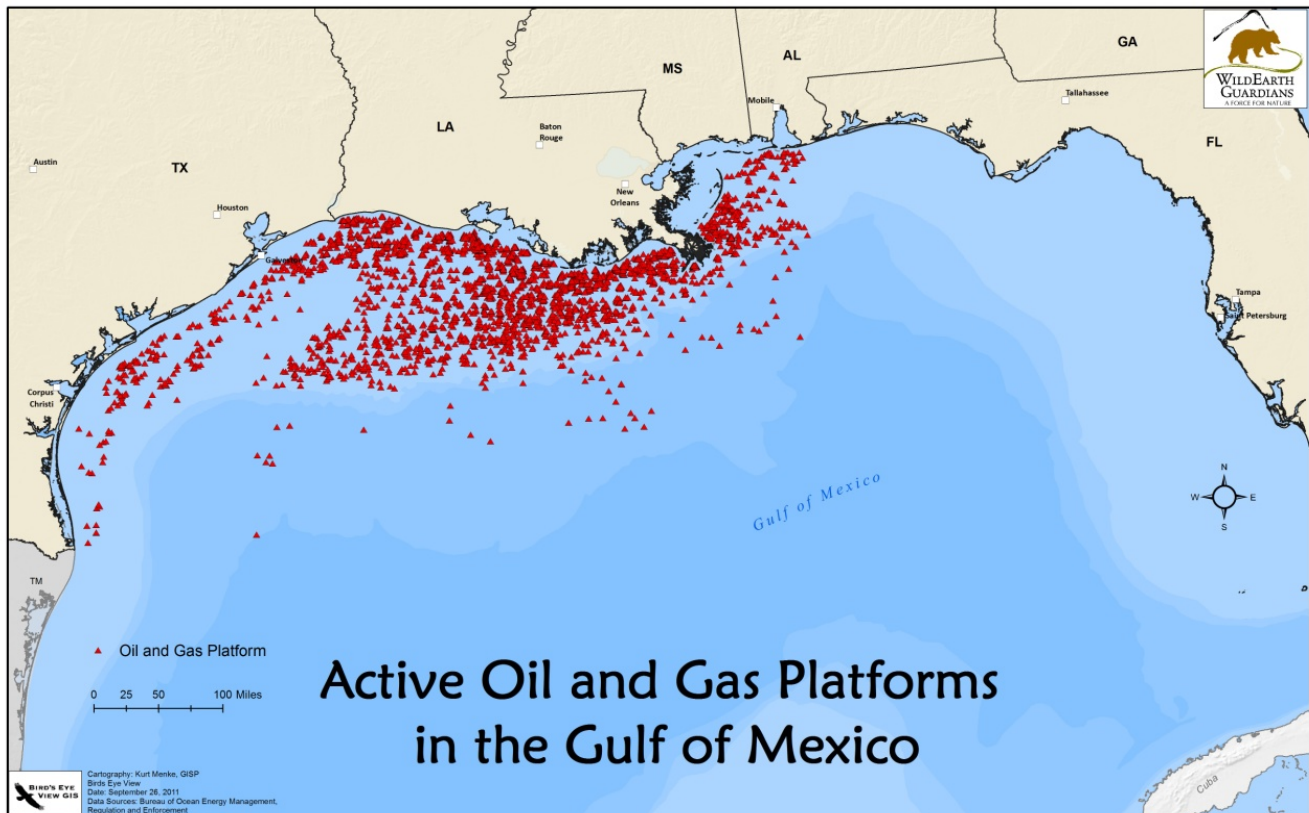 WILDEARTH
GUARDIANS
A FORCE FOR NATURE
GA
AL
MS
Tallahassee
Mobile
LA
Baton
Rouge
FL
Austin
TX
New
Orleans
Houston
Tampa
Saint Petersburg
Corpus
Christi
N
W
E
S
Gulf of Mexico
TM
Oil and Gas Platform
0 25 50 100 Miles
Active Oil and Gas Platforms
in the Gulf of Mexico
Cuba
BIRD'S EYE
VIEW GIS
Cartography: Kurt Menke, GISP
Birds Eye View
Date: September 26, 2011
Data Sources: Bureau of Ocean Energy Management,
Regulation and Enforcement